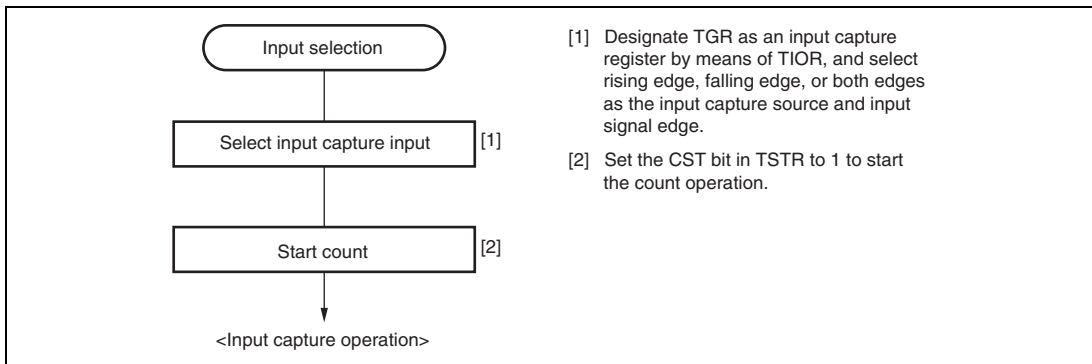 Input selection
Select input capture input
[1]
Start count
[2]
<Input capture operation>
[1] Designate TGR as an input capture
register by means of TIOR, and select
rising edge, falling edge, or both edges
as the input capture source and input
signal edge.
[2] Set the CST bit in TSTR to 1 to start
the count operation.